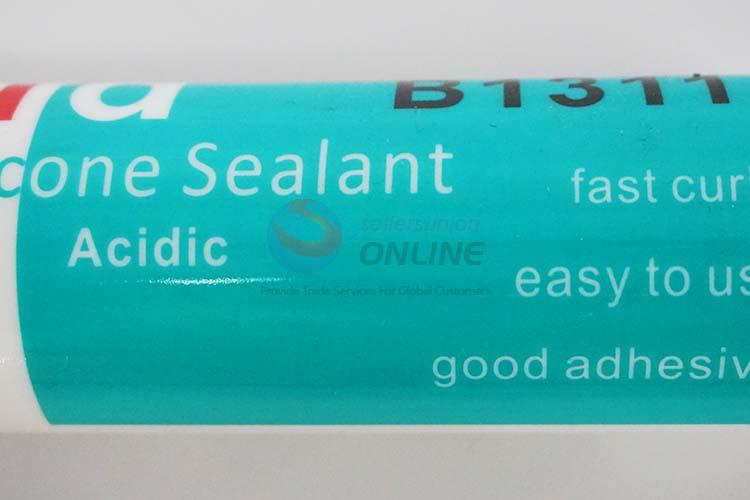 B1311
cone Sealant
Acidic
fast cur
easy to us
good adhesiv
sellersunion
ONLINE
Provide Trade Services For Global Customers.